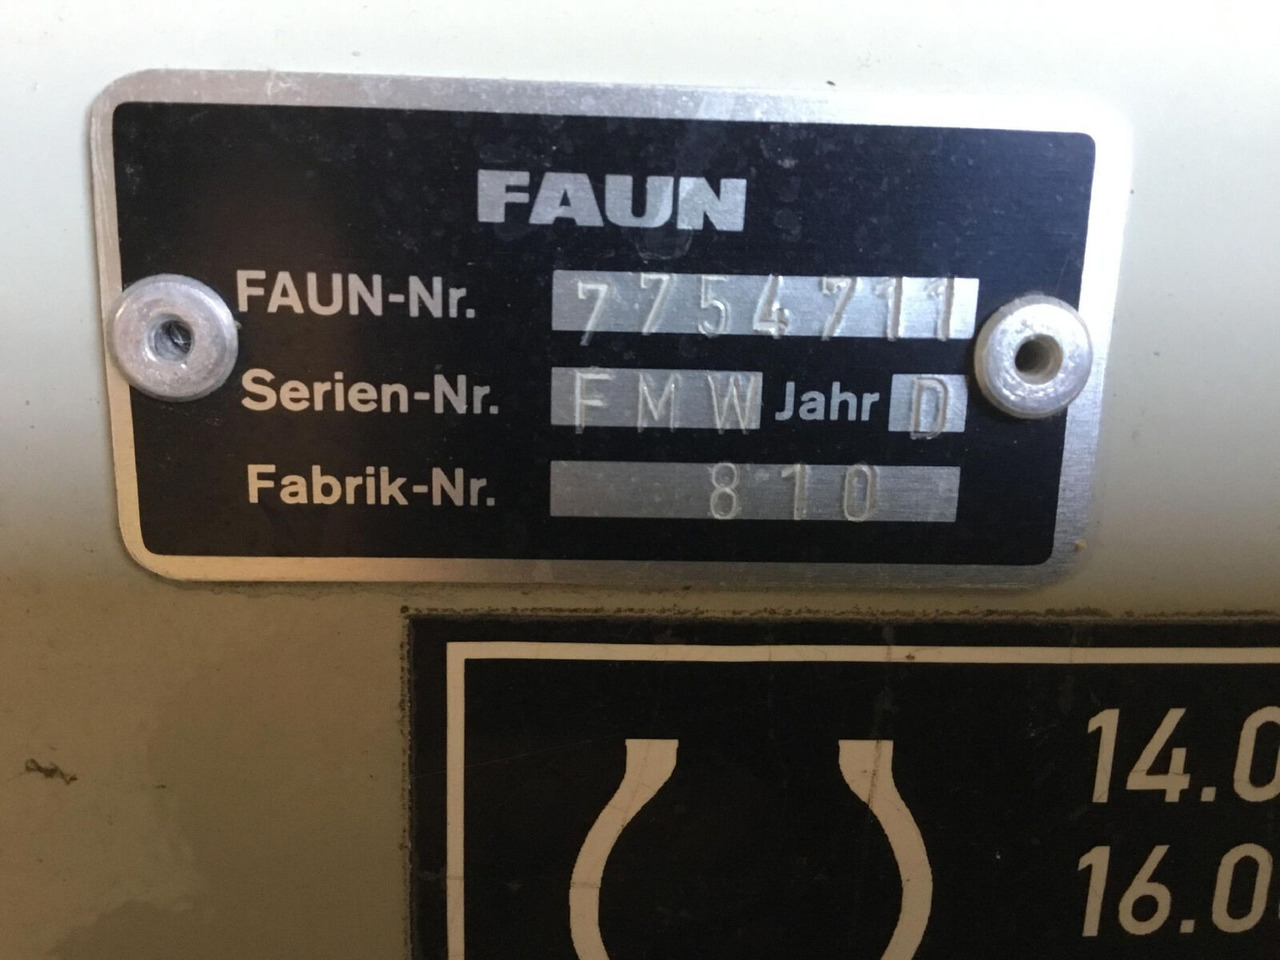 FAUN
FAUN-Nr. 7754711
Serien-Nr. FMW Jahr D
Fabrik-Nr. 810
14.0
16.0